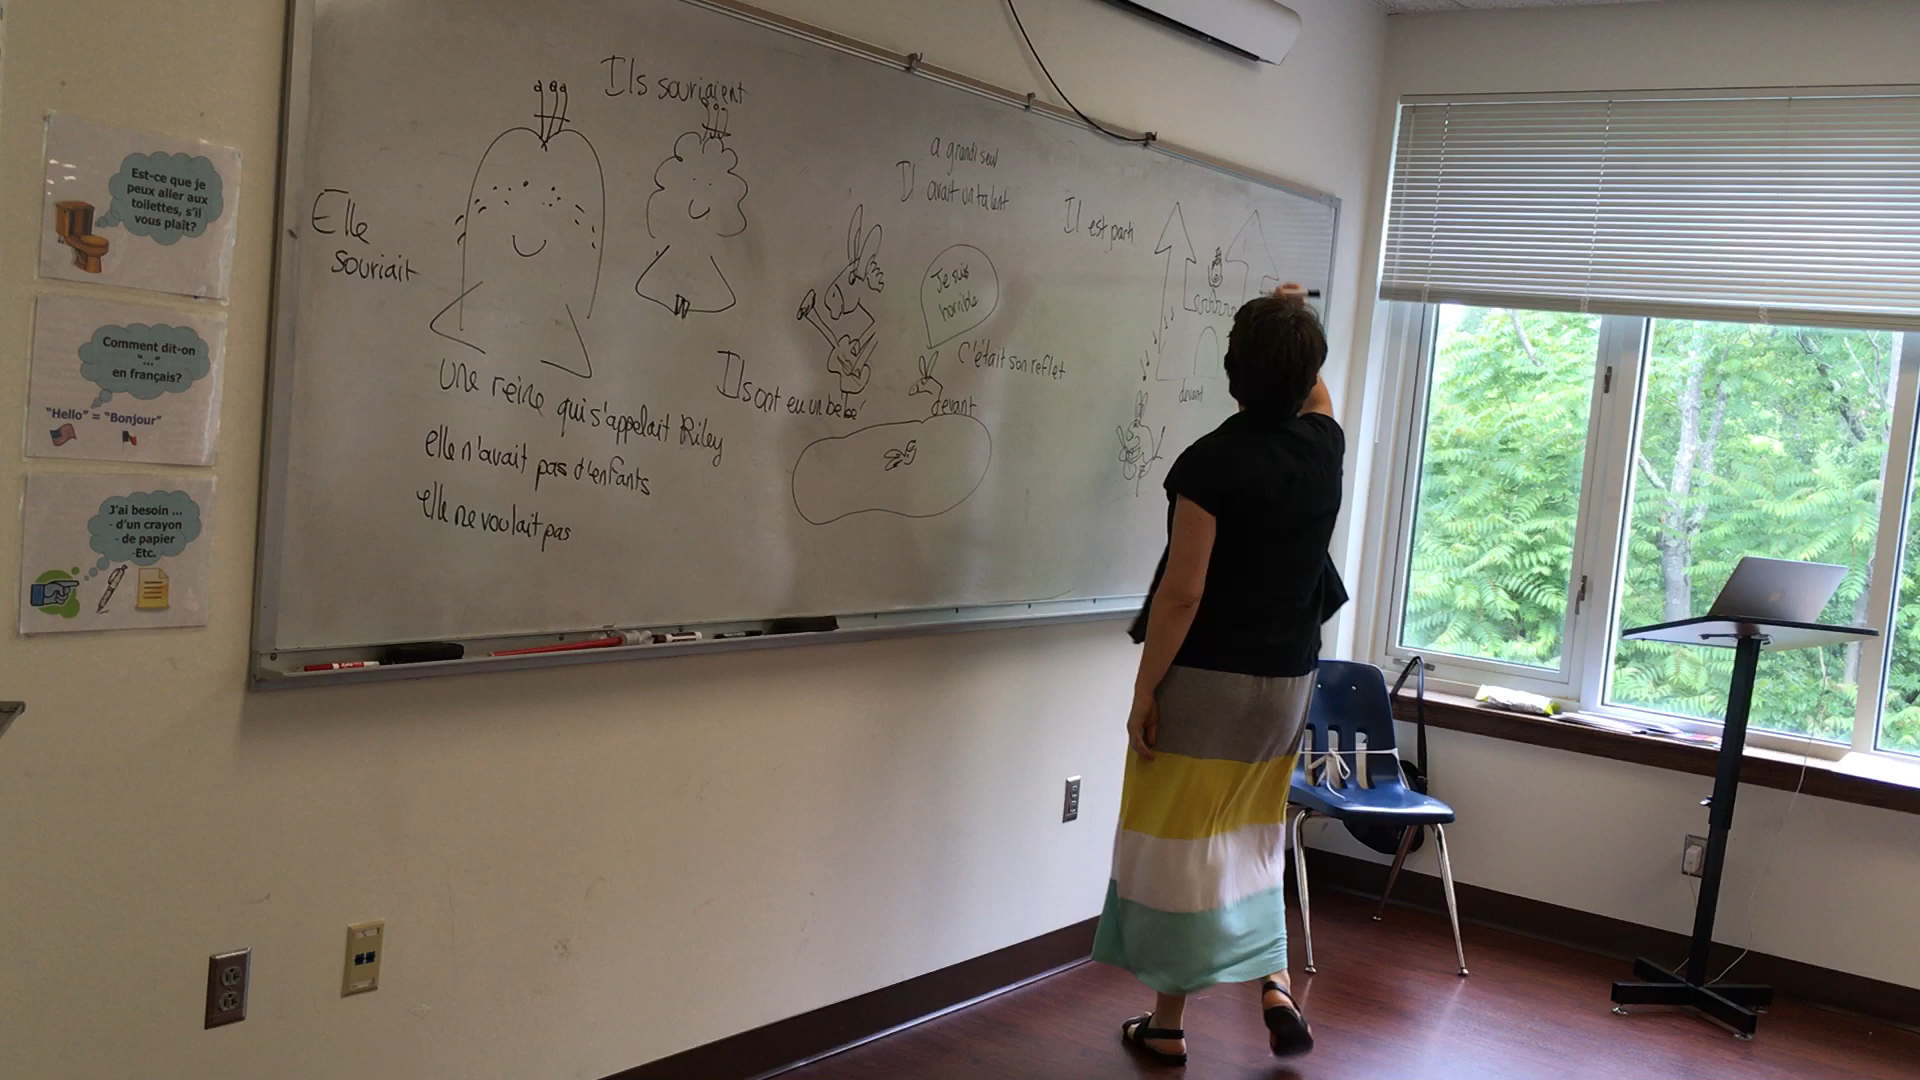 Est-ce que je
peux aller aux
toilettes, s'il
vous plaît?
Comment dit-on
"..."
en français?
"Hello" = "Bonjour"
J'ai besoin ...
- d'un crayon
- de papier
-Etc.
Ils souriaient
Elle
souriait
une reine qui s'appelait Riley
elle n'avait pas d'enfants
elle ne voulait pas
Ils ont eu un bébé
a grandi seul
Il avait un talent
Je suis
horrible
C'était son reflet
devant
Il est parti
devant